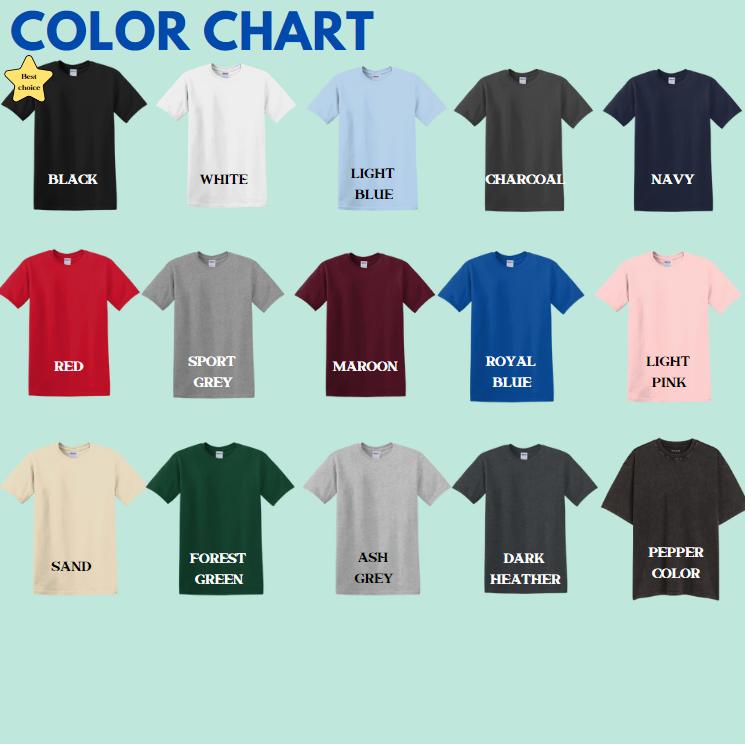 COLOR CHART
Best
choice
BLACK
WHITE
LIGHT
BLUE
CHARCOAL
NAVY
RED
SPORT
GREY
MAROON
ROYAL
BLUE
LIGHT
PINK
SAND
FOREST
GREEN
ASH
GREY
DARK
HEATHER
PEPPER
COLOR